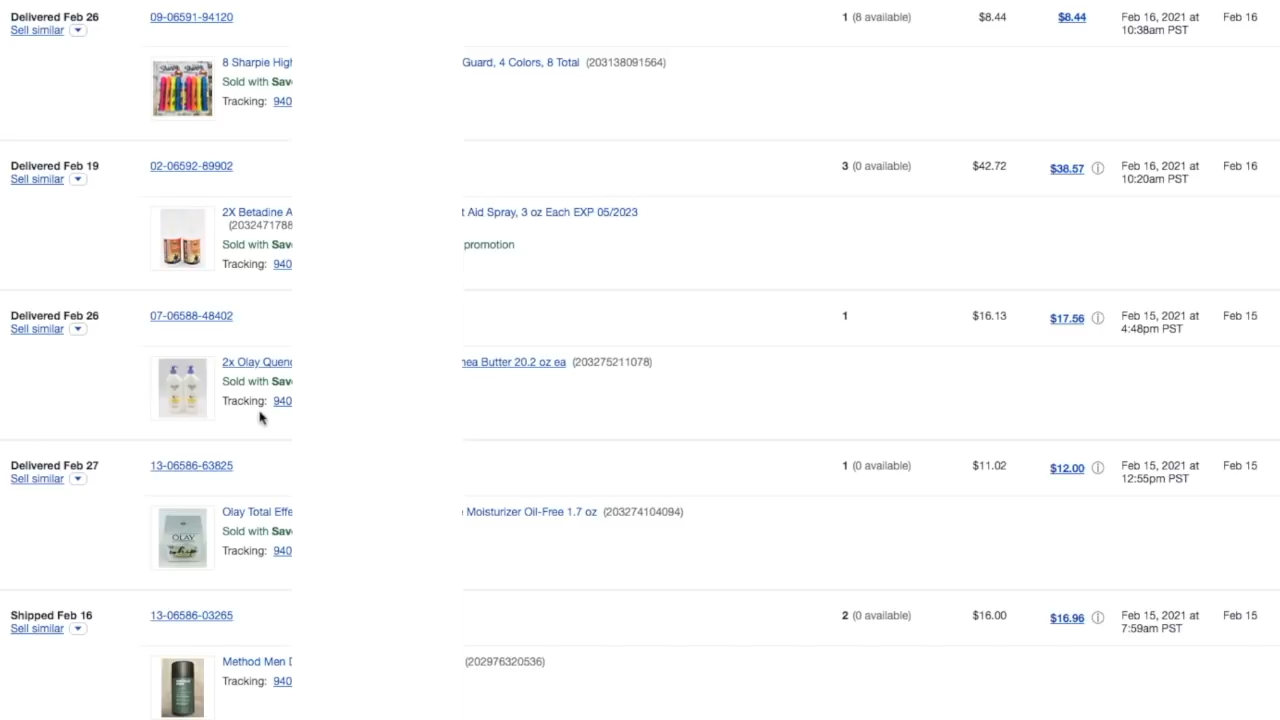 Delivered Feb 26 09-06591-94120 1 (8 available) $8.44 $8.44 Feb 16, 2021 at Feb 16
Sell similar 10:38am PST
8 Sharpie High Guard, 4 Colors, 8 Total (203138091564)
Sold with Save
Tracking: 940
Delivered Feb 19 02-06592-89902 3 (0 available) $42.72 $38.57 Feb 16, 2021 at Feb 16
Sell similar 10:20am PST
2X Betadine A t Aid Spray, 3 oz Each EXP 05/2023
(2032471788
Sold with Save promotion
Tracking: 940
Delivered Feb 26 07-06588-48402 1 $16.13 $17.56 Feb 15, 2021 at Feb 15
Sell similar 4:48pm PST
2x Olay Quenc hea Butter 20.2 oz ea (203275211078)
Sold with Save
Tracking: 940
Delivered Feb 27 13-06586-63825 1 (0 available) $11.02 $12.00 Feb 15, 2021 at Feb 15
Sell similar 12:55pm PST
Olay Total Effe Moisturizer Oil-Free 1.7 oz (203274104094)
OLAY
Sold with Save
Tracking: 940
Shipped Feb 16 13-06586-03265 2 (0 available) $16.00 $16.96 Feb 15, 2021 at Feb 15
Sell similar 7:59am PST
Method Men D (202976320536)
Tracking: 940